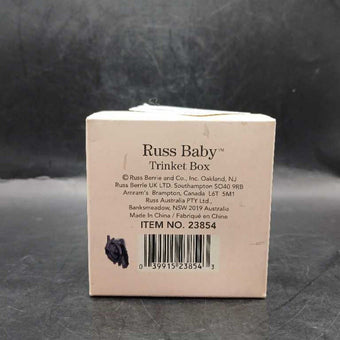 Russ Baby™
Trinket Box
© Russ Berrie and Co., Inc. Oakland, NJ
Russ Berrie UK LTD. Southampton SO40 9RB
Amram's Brampton, Canada L6T 5M1
Russ Australia PTY Ltd.,
Banksmeadow, NSW 2019 Australia
Made In China / Fabriqué en Chine
ITEM NO. 23854
0 39915 23854 3